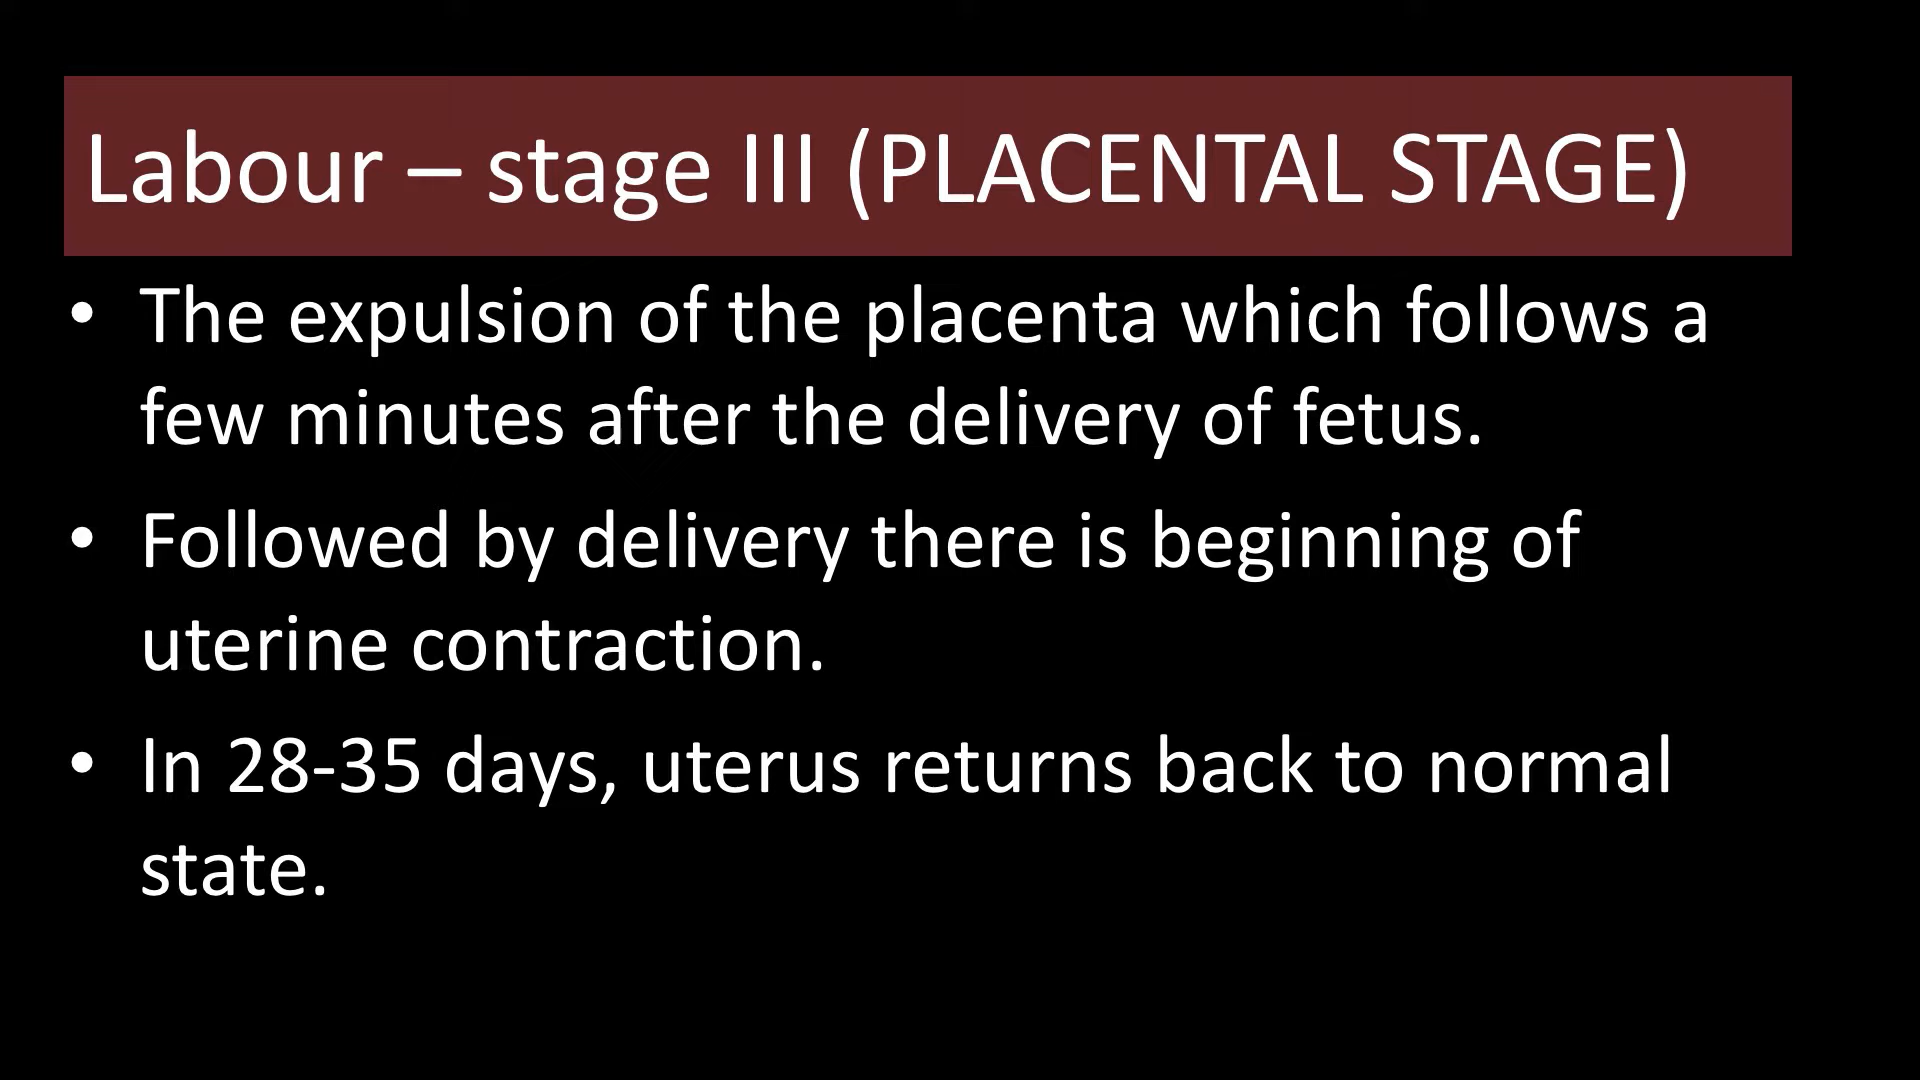 Labour – stage III (PLACENTAL STAGE)
• The expulsion of the placenta which follows a
few minutes after the delivery of fetus.
• Followed by delivery there is beginning of
uterine contraction.
• In 28-35 days, uterus returns back to normal
state.